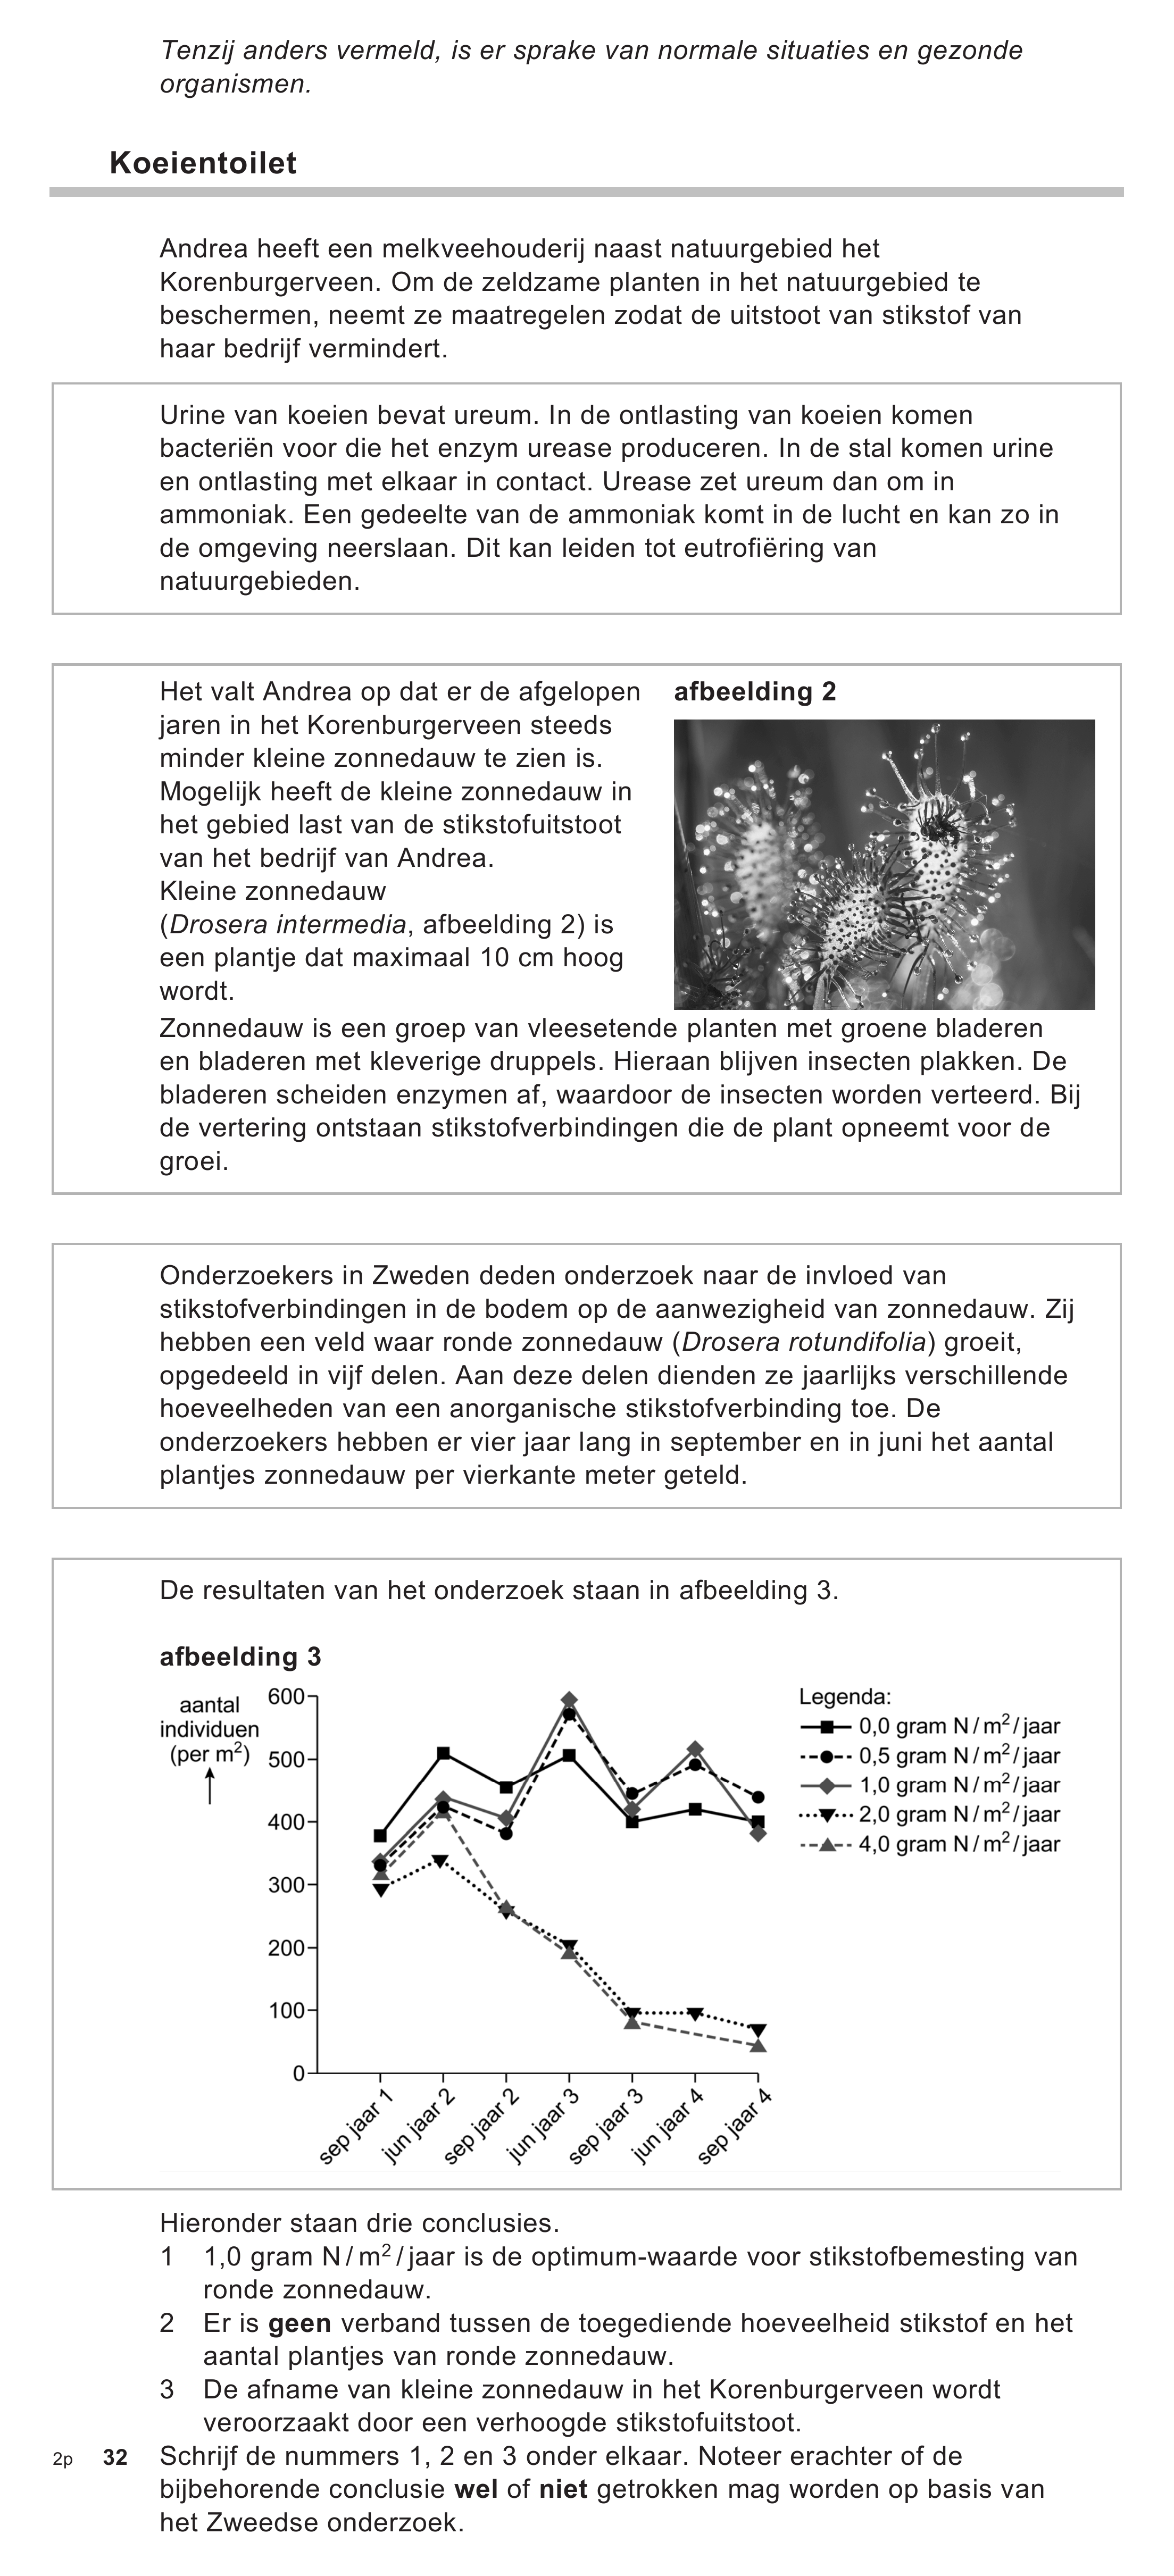 Tenzij anders vermeld, is er sprake van normale situaties en gezonde
organismen.
Koeientoilet
Andrea heeft een melkveehouderij naast natuurgebied het
Korenburgerveen. Om de zeldzame planten in het natuurgebied te
beschermen, neemt ze maatregelen zodat de uitstoot van stikstof van
haar bedrijf vermindert.
Urine van koeien bevat ureum. In de ontlasting van koeien komen
bacteriën voor die het enzym urease produceren. In de stal komen urine
en ontlasting met elkaar in contact. Urease zet ureum dan om in
ammoniak. Een gedeelte van de ammoniak komt in de lucht en kan zo in
de omgeving neerslaan. Dit kan leiden tot eutrofiëring van
natuurgebieden.
Het valt Andrea op dat er de afgelopen
jaren in het Korenburgerveen steeds
minder kleine zonnedauw te zien is.
Mogelijk heeft de kleine zonnedauw in
het gebied last van de stikstofuitstoot
van het bedrijf van Andrea.
Kleine zonnedauw
(Drosera intermedia, afbeelding 2) is
een plantje dat maximaal 10 cm hoog
wordt.
afbeelding 2
Zonnedauw is een groep van vleesetende planten met groene bladeren
en bladeren met kleverige druppels. Hieraan blijven insecten plakken. De
bladeren scheiden enzymen af, waardoor de insecten worden verteerd. Bij
de vertering ontstaan stikstofverbindingen die de plant opneemt voor de
groei.
Onderzoekers in Zweden deden onderzoek naar de invloed van
stikstofverbindingen in de bodem op de aanwezigheid van zonnedauw. Zij
hebben een veld waar ronde zonnedauw (Drosera rotundifolia) groeit,
opgedeeld in vijf delen. Aan deze delen dienden ze jaarlijks verschillende
hoeveelheden van een anorganische stikstofverbinding toe. De
onderzoekers hebben er vier jaar lang in september en in juni het aantal
plantjes zonnedauw per vierkante meter geteld.
De resultaten van het onderzoek staan in afbeelding 3.
afbeelding 3
aantal
individuen
(per m²)
600
500
400
300
200
100
0
sep jaar 1
jun jaar 2
sep jaar 2
jun jaar 3
sep jaar 3
jun jaar 4
sep jaar 4
Legenda:
0,0 gram N/m²/jaar
0,5 gram N/m²/jaar
1,0 gram N/m²/jaar
2,0 gram N/m²/jaar
4,0 gram N/m²/jaar
Hieronder staan drie conclusies.
1 1,0 gram N/m²/jaar is de optimum-waarde voor stikstofbemesting van
ronde zonnedauw.
2 Er is geen verband tussen de toegediende hoeveelheid stikstof en het
aantal plantjes van ronde zonnedauw.
3 De afname van kleine zonnedauw in het Korenburgerveen wordt
veroorzaakt door een verhoogde stikstofuitstoot.
2p 32 Schrijf de nummers 1, 2 en 3 onder elkaar. Noteer erachter of de
bijbehorende conclusie wel of niet getrokken mag worden op basis van
het Zweedse onderzoek.